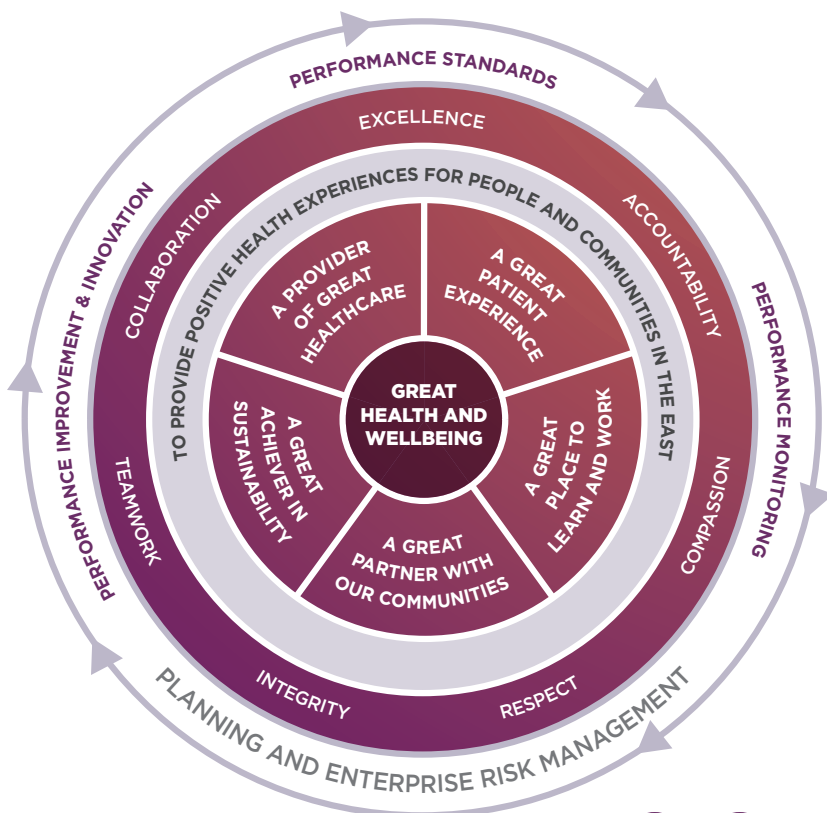 PERFORMANCE STANDARDS
PERFORMANCE MONITORING
PLANNING AND ENTERPRISE RISK MANAGEMENT
PERFORMANCE IMPROVEMENT & INNOVATION
EXCELLENCE
ACCOUNTABILITY
COMPASSION
RESPECT
INTEGRITY
TEAMWORK
COLLABORATION
TO PROVIDE POSITIVE HEALTH EXPERIENCES FOR PEOPLE AND COMMUNITIES IN THE EAST
A PROVIDER
OF GREAT
HEALTHCARE
A GREAT
PATIENT
EXPERIENCE
A GREAT
PLACE TO
LEARN AND WORK
A GREAT
PARTNER WITH
OUR COMMUNITIES
A GREAT
ACHIEVER IN
SUSTAINABILITY
GREAT
HEALTH AND
WELLBEING